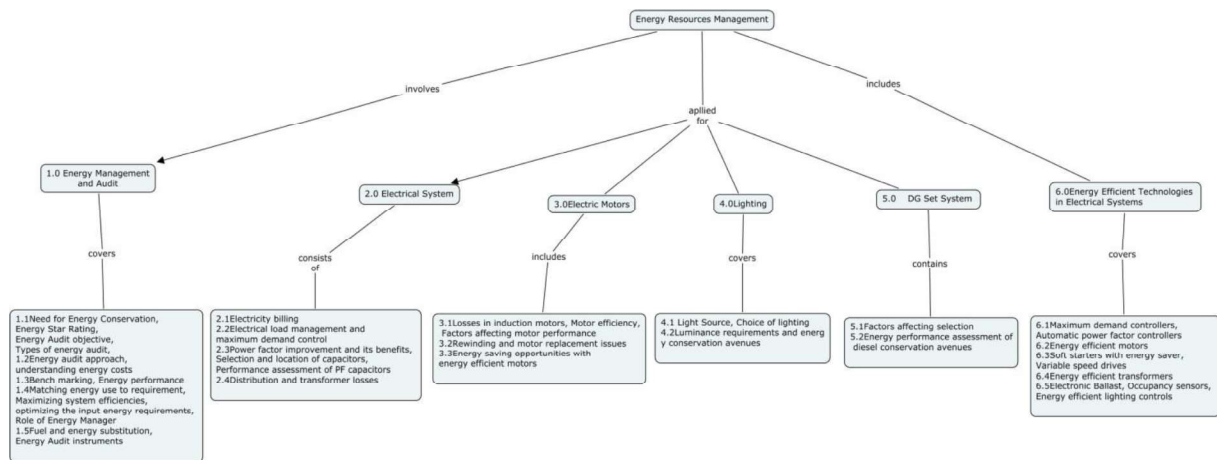 Energy Resources Management
involves
apllied
for
includes
1.0 Energy Management
and Audit
2.0 Electrical System
3.0Electric Motors
4.0Lighting
5.0 DG Set System
6.0Energy Efficient Technologies
in Electrical Systems
covers
consists
of
includes
covers
contains
covers
1.1Need for Energy Conservation,
Energy Star Rating,
Energy Audit objective,
Types of energy audit,
1.2Energy audit approach,
understanding energy costs
1.3Bench marking, Energy performance
1.4Matching energy use to requirement,
Maximizing system efficiencies,
optimizing the input energy requirements,
Role of Energy Manager
1.5Fuel and energy substitution,
Energy Audit instruments
2.1Electricity billing
2.2Electrical load management and
maximum demand control
2.3Power factor improvement and its benefits,
Selection and location of capacitors,
Performance assessment of PF capacitors
2.4Distribution and transformer losses
3.1Losses in induction motors, Motor efficiency,
Factors affecting motor performance
3.2Rewinding and motor replacement issues
3.3Energy saving opportunities with
energy efficient motors
4.1 Light Source, Choice of lighting
4.2Luminance requirements and energ
y conservation avenues
5.1Factors affecting selection
5.2Energy performance assessment of
diesel conservation avenues
6.1Maximum demand controllers,
Automatic power factor controllers
6.2Energy efficient motors
6.3Soft starters with energy saver,
Variable speed drives
6.4Energy efficient transformers
6.5Electronic Ballast, Occupancy sensors,
Energy efficient lighting controls